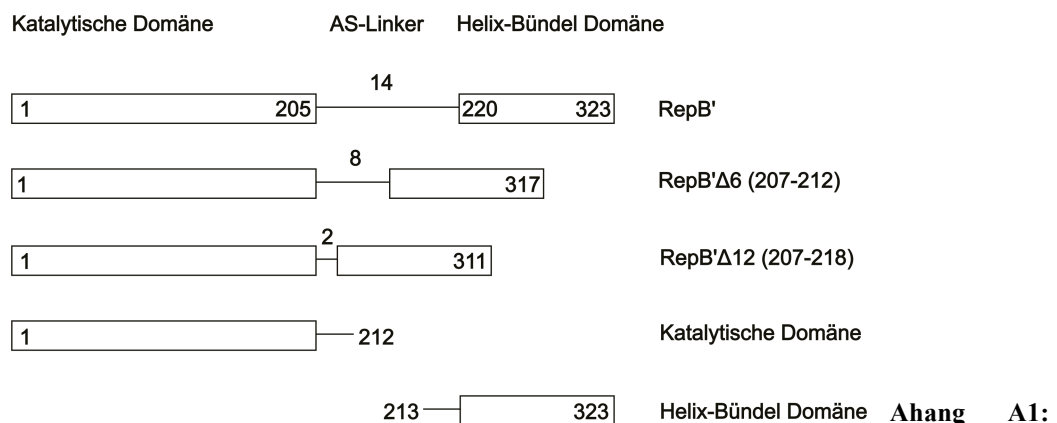 Katalytische Domäne AS-Linker Helix-Bündel Domäne
14
1 205 220 323 RepB'
8
1 317 RepB'Δ6 (207-212)
2
1 311 RepB'Δ12 (207-218)
1 212 Katalytische Domäne
213 323 Helix-Bündel Domäne Ahang A1: